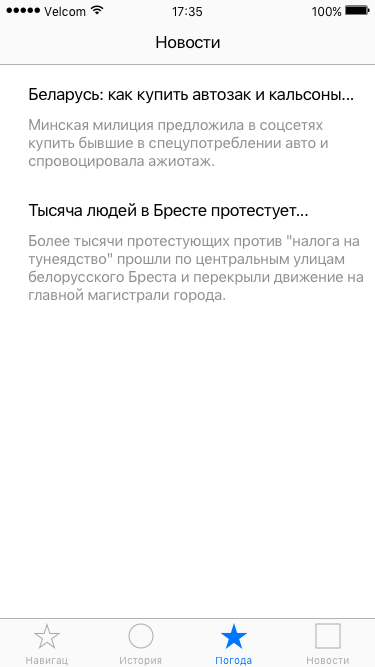 Velcom 17:35 100%
Новости
Беларусь: как купить автозак и кальсоны...
Минская милиция предложила в соцсетях
купить бывшие в спецупотреблении авто и
спровоцировала ажиотаж.
Тысяча людей в Бресте протестует...
Более тысячи протестующих против "налога на
тунеядство" прошли по центральным улицам
белорусского Бреста и перекрыли движение на
главной магистрали города.
Навигац История Погода Новости